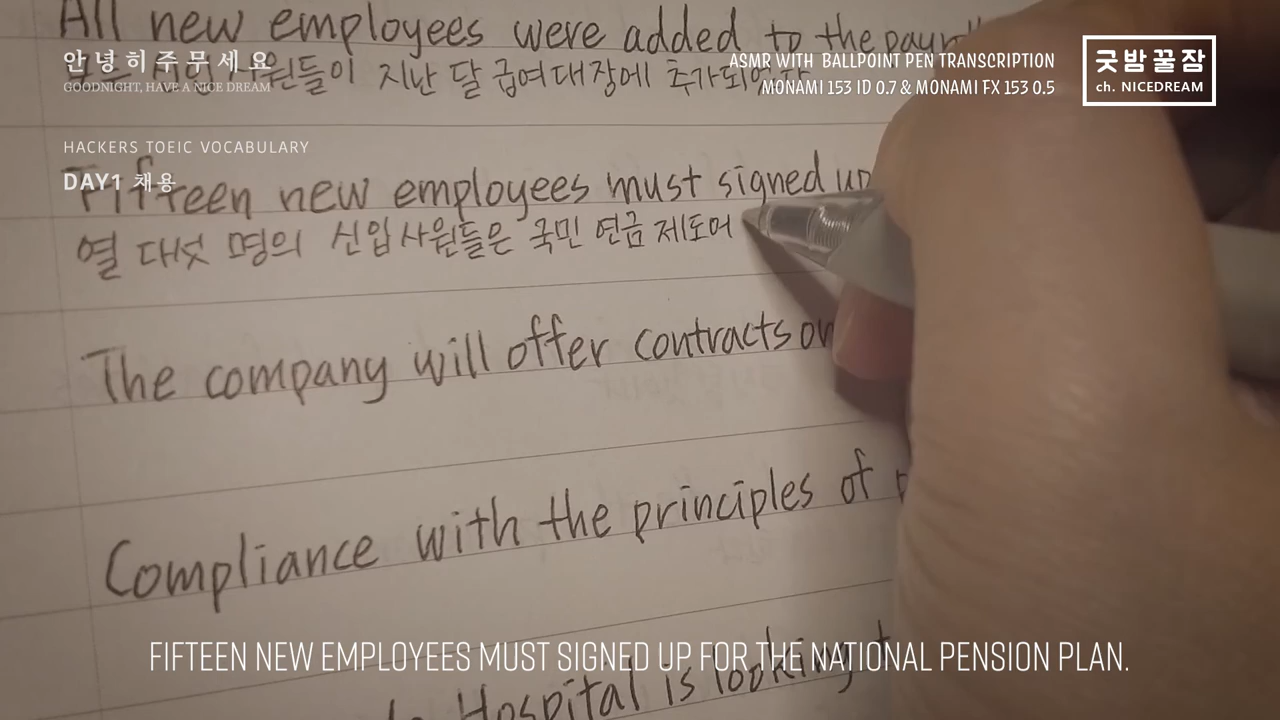 All new employees were added to the payr
안녕히주무세요
GOODNIGHT, HAVE A NICE DREAM
원들이 지난 달 급여대장에 추가되었
ASMR WITH BALLPOINT PEN TRANSCRIPTION
MONAMI 153 ID 0.7 & MONAMI FX 153 0.5
굿밤꿀잠
ch. NICEDREAM
HACKERS TOEIC VOCABULARY
DAY1 채용
Fifteen new employees must signed up
열 다섯 명의 신입사원들은 국민 연금 제도에
The company will offer contracts on
Compliance with the principles of
Hospital is looking
FIFTEEN NEW EMPLOYEES MUST SIGNED UP FOR THE NATIONAL PENSION PLAN.